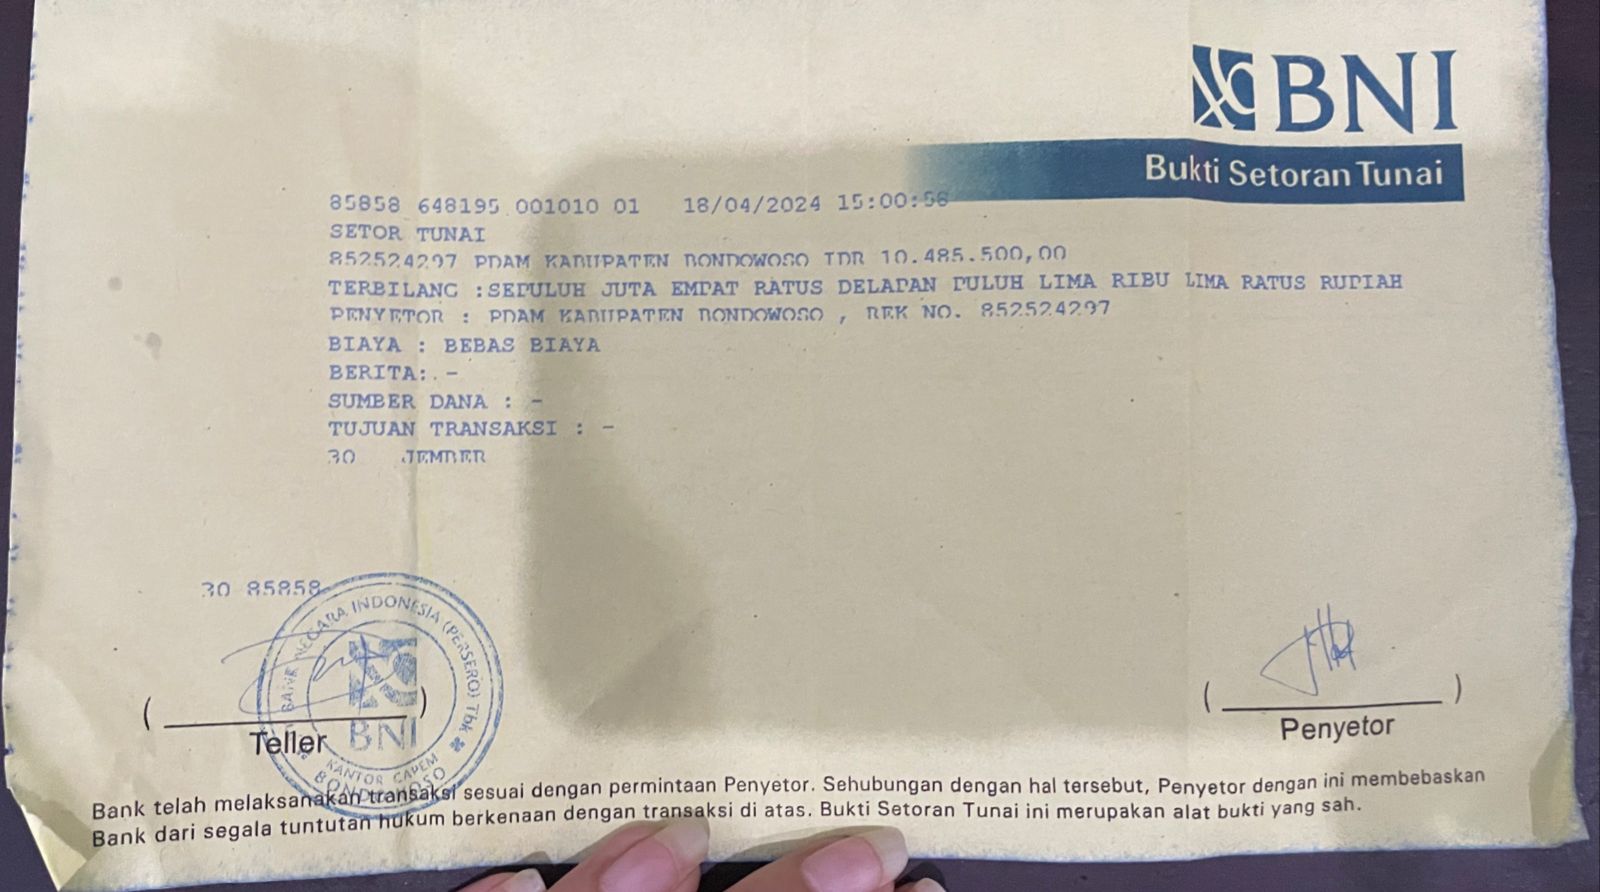 BNI
Bukti Setoran Tunai
85858 648195 001010 01 18/04/2024 15:00:56
SETOR TUNAI
852524297 PDAM KABUPATEN BONDOWOSO IDR 10.485.500,00
TERBILANG :SEPULUH JUTA EMPAT RATUS DELAPAN PULUH LIMA RIBU LIMA RATUS RUPIAH
PENYETOR : PDAM KABUPATEN BONDOWOSO , REK NO. 852524297
BIAYA : BEBAS BIAYA
BERITA: -
SUMBER DANA : -
TUJUAN TRANSAKSI : -
30 JEMBER
30 85858
BANK NEGARA INDONESIA (PERSERO) Tbk
BNI
KANTOR CAPEM
BONDOWOSO
( ) Teller
( ) Penyetor
Bank telah melaksanakan transaksi sesuai dengan permintaan Penyetor. Sehubungan dengan hal tersebut, Penyetor dengan ini membebaskan
Bank dari segala tuntutan hukum berkenaan dengan transaksi di atas. Bukti Setoran Tunai ini merupakan alat bukti yang sah.